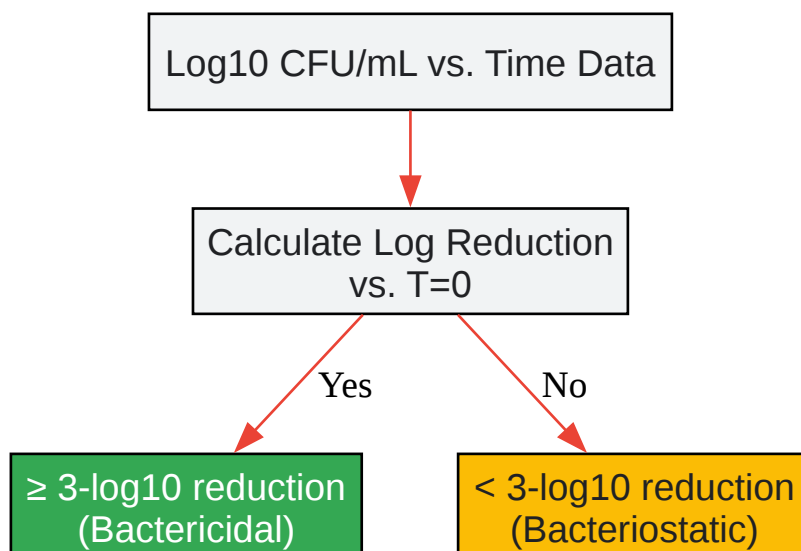 Log10 CFU/mL vs. Time Data
Calculate Log Reduction
vs. T=0
Yes
No
≥ 3-log10 reduction
(Bactericidal)
< 3-log10 reduction
(Bacteriostatic)